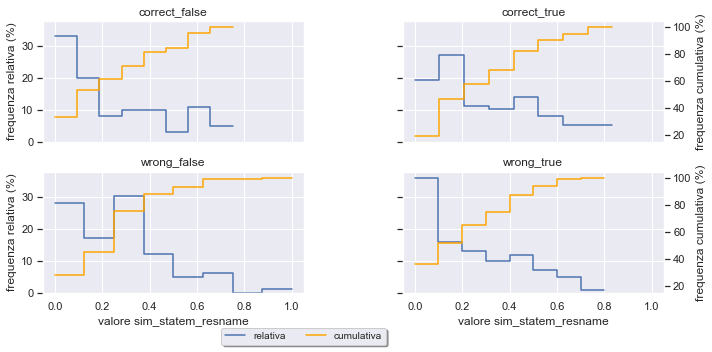 correct_false
correct_true
frequenza relativa (%)
30
20
10
0
100
80
60
40
20
frequenza cumulativa (%)
wrong_false
wrong_true
frequenza relativa (%)
30
20
10
0
100
80
60
40
20
frequenza cumulativa (%)
0.0 0.2 0.4 0.6 0.8 1.0
0.0 0.2 0.4 0.6 0.8 1.0
valore sim_statem_resname
valore sim_statem_resname
relativa cumulativa